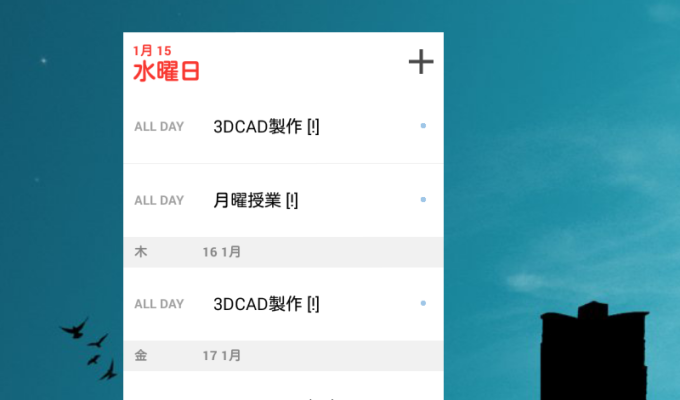 1月 15
水曜日
ALL DAY 3DCAD製作 [!]
ALL DAY 月曜授業 [!]
木 16 1月
ALL DAY 3DCAD製作 [!]
金 17 1月